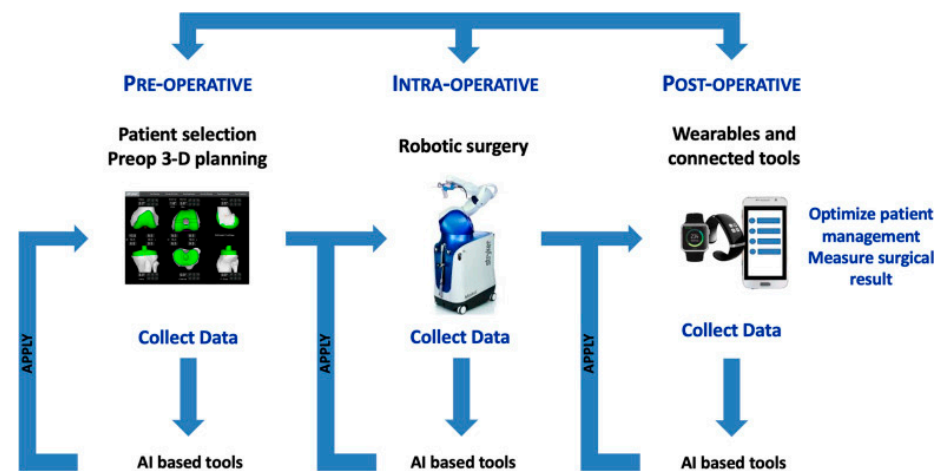 PRE-OPERATIVE
INTRA-OPERATIVE
POST-OPERATIVE
Patient selection
Preop 3-D planning
Robotic surgery
Wearables and
connected tools
stryker
Optimize patient
management
Measure surgical
result
Collect Data
Collect Data
Collect Data
APPLY
APPLY
APPLY
AI based tools
AI based tools
AI based tools